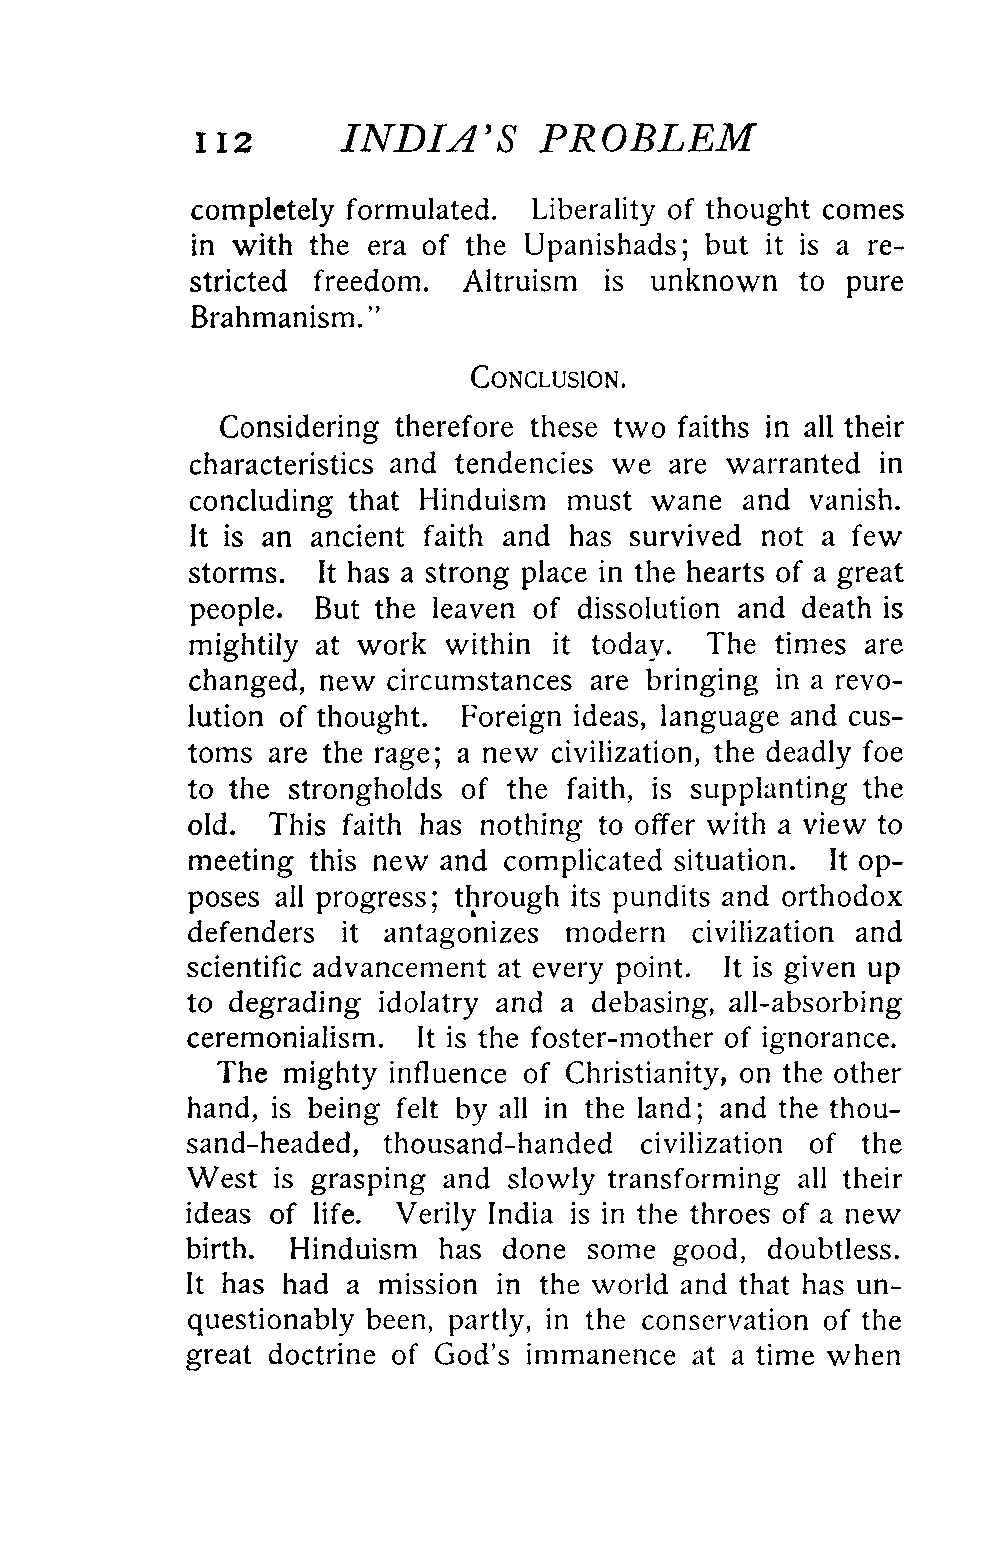 112 INDIA'S PROBLEM
completely formulated. Liberality of thought comes
in with the era of the Upanishads; but it is a re-
stricted freedom. Altruism is unknown to pure
Brahmanism."
CONCLUSION.
Considering therefore these two faiths in all their
characteristics and tendencies we are warranted in
concluding that Hinduism must wane and vanish.
It is an ancient faith and has survived not a few
storms. It has a strong place in the hearts of a great
people. But the leaven of dissolution and death is
mightily at work within it today. The times are
changed, new circumstances are bringing in a revo-
lution of thought. Foreign ideas, language and cus-
toms are the rage; a new civilization, the deadly foe
to the strongholds of the faith, is supplanting the
old. This faith has nothing to offer with a view to
meeting this new and complicated situation. It op-
poses all progress; through its pundits and orthodox
defenders it antagonizes modern civilization and
scientific advancement at every point. It is given up
to degrading idolatry and a debasing, all-absorbing
ceremonialism. It is the foster-mother of ignorance.
The mighty influence of Christianity, on the other
hand, is being felt by all in the land; and the thou-
sand-headed, thousand-handed civilization of the
West is grasping and slowly transforming all their
ideas of life. Verily India is in the throes of a new
birth. Hinduism has done some good, doubtless.
It has had a mission in the world and that has un-
questionably been, partly, in the conservation of the
great doctrine of God's immanence at a time when